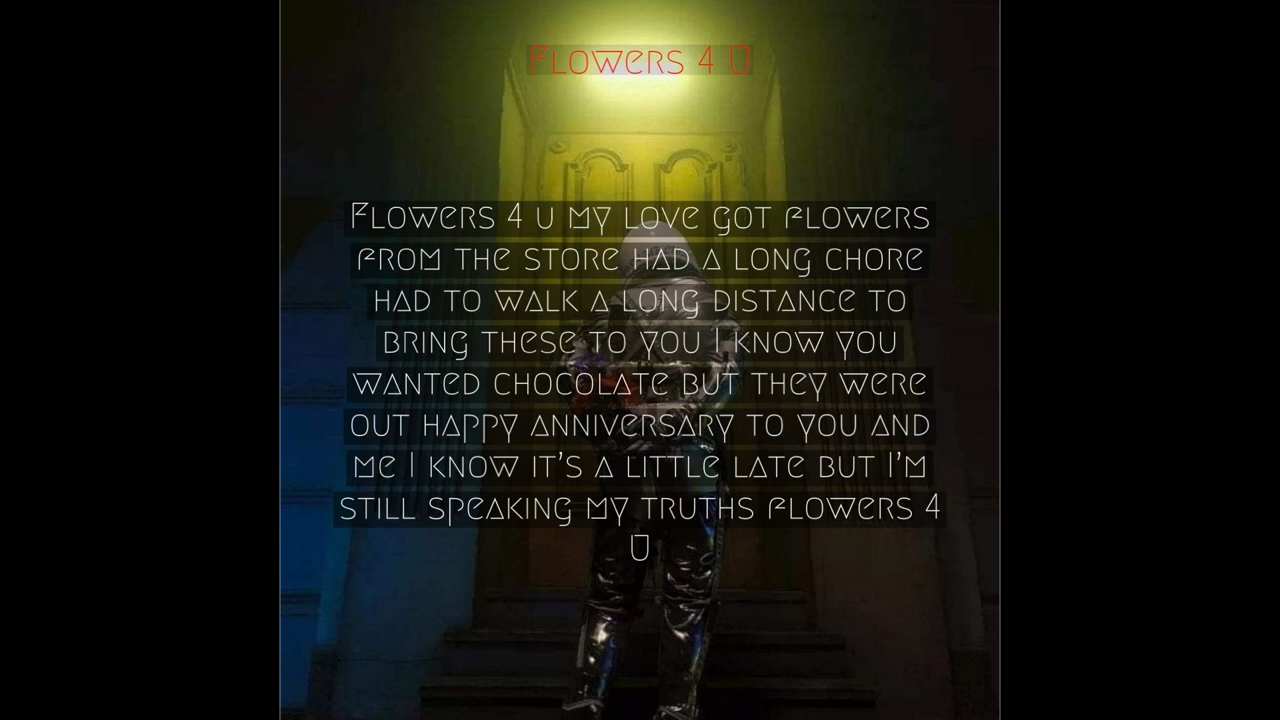 Flowers 4 U
Flowers 4 u my love got flowers
from the store had a long chore
had to walk a long distance to
bring these to you I know you
wanted chocolate but they were
out happy anniversary to you and
me I know it's a little late but I'm
still speaking my truths flowers 4
U